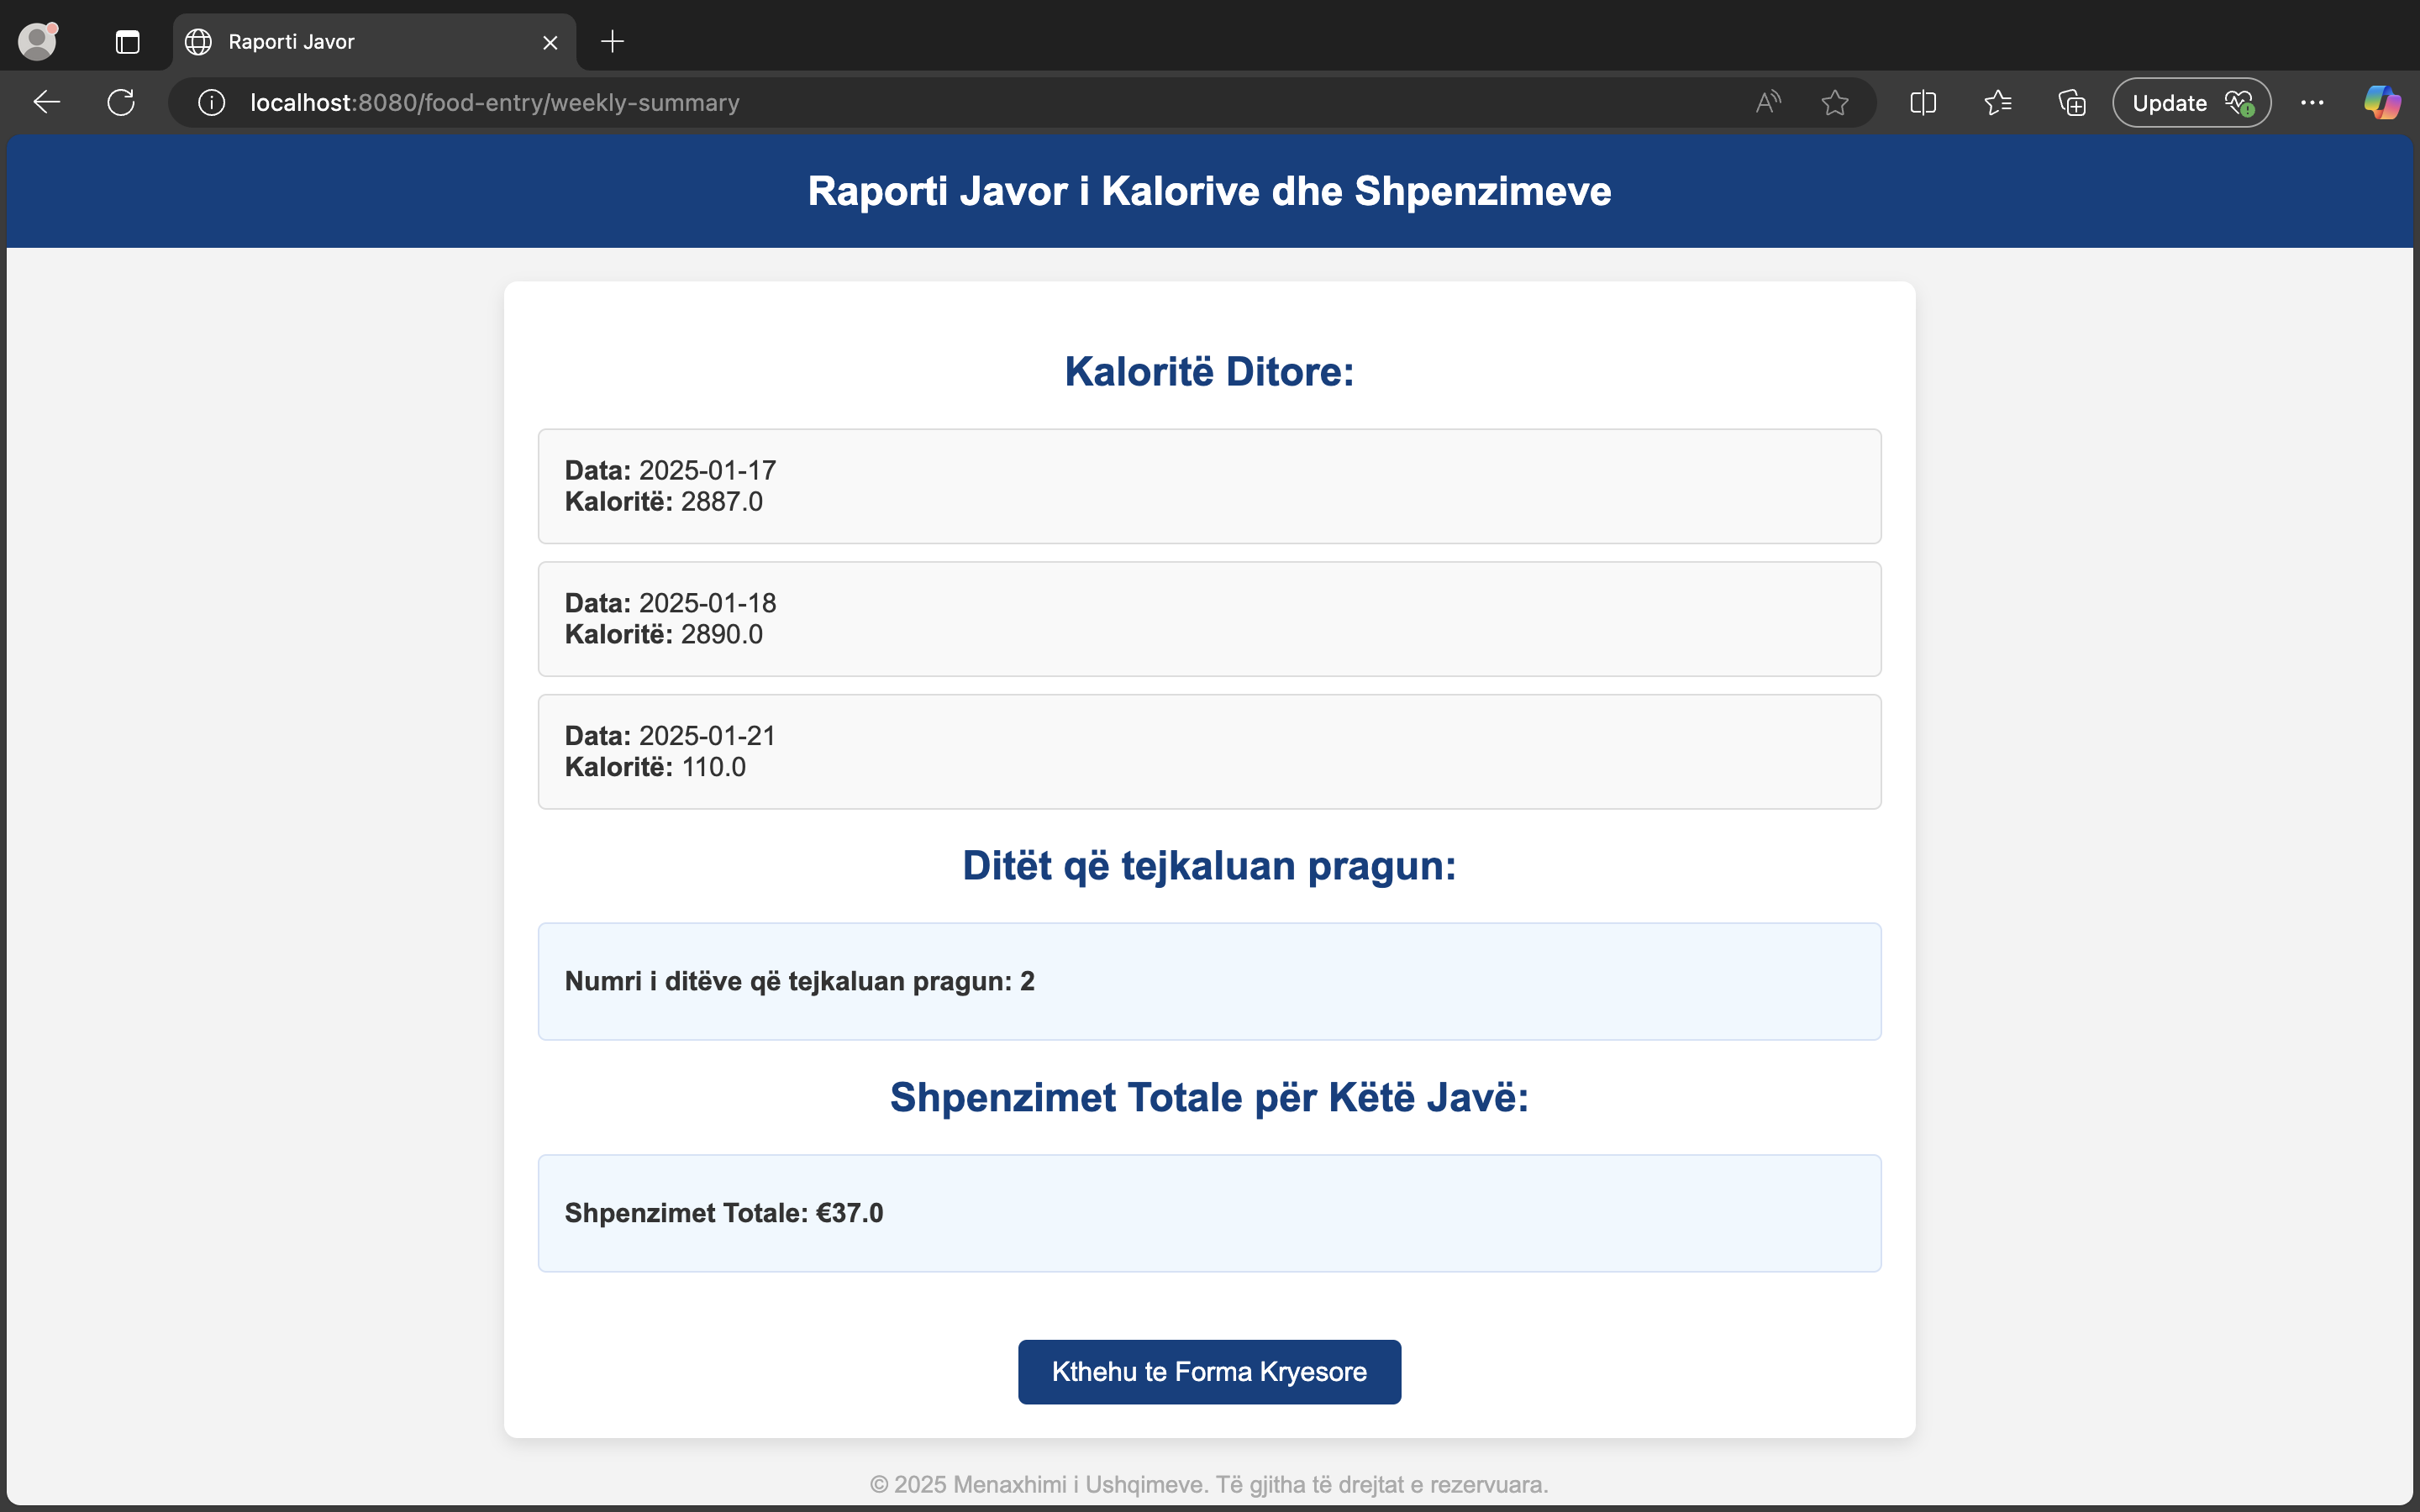 Raporti Javor
localhost:8080/food-entry/weekly-summary
Update
Raporti Javor i Kalorive dhe Shpenzimeve
Kaloritë Ditore:
Data: 2025-01-17
Kaloritë: 2887.0
Data: 2025-01-18
Kaloritë: 2890.0
Data: 2025-01-21
Kaloritë: 110.0
Ditët që tejkaluan pragun:
Numri i ditëve që tejkaluan pragun: 2
Shpenzimet Totale për Këtë Javë:
Shpenzimet Totale: €37.0
Kthehu te Forma Kryesore
© 2025 Menaxhimi i Ushqimeve. Të gjitha të drejtat e rezervuara.